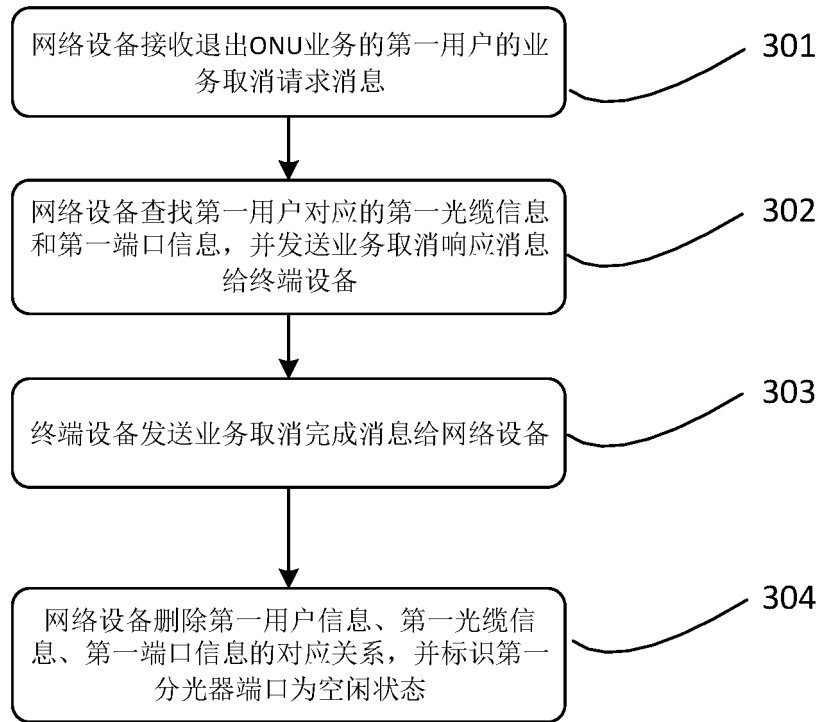 网络设备接收退出ONU业务的第一用户的业
务取消请求消息
301
网络设备查找第一用户对应的第一光缆信息
和第一端口信息，并发送业务取消响应消息
给终端设备
302
终端设备发送业务取消完成消息给网络设备
303
网络设备删除第一用户信息、第一光缆信
息、第一端口信息的对应关系，并标识第一
分光器端口为空闲状态
304